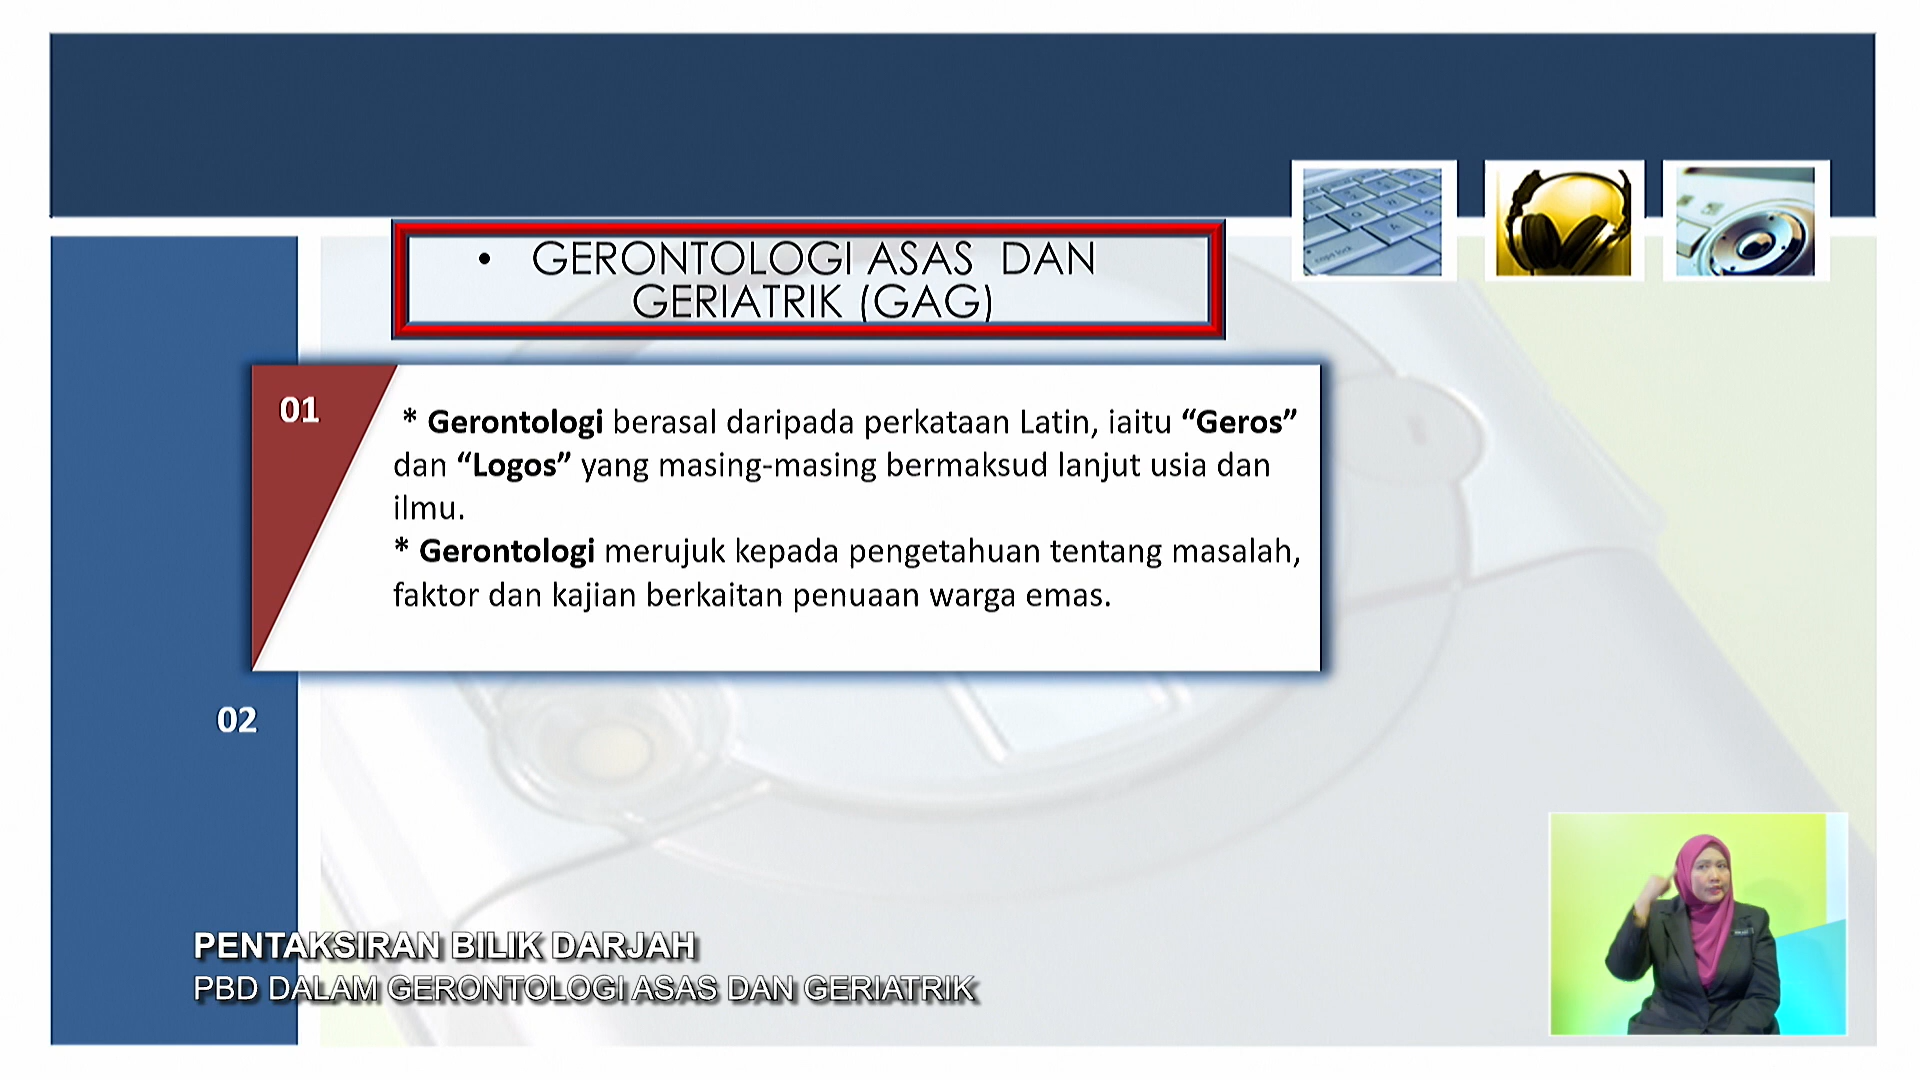 • GERONTOLOGI ASAS DAN
GERIATRIK (GAG)
01
* Gerontologi berasal daripada perkataan Latin, iaitu “Geros”
dan “Logos” yang masing-masing bermaksud lanjut usia dan
ilmu.
* Gerontologi merujuk kepada pengetahuan tentang masalah,
faktor dan kajian berkaitan penuaan warga emas.
02
PENTAKSIRAN BILIK DARJAH
PBD DALAM GERONTOLOGI ASAS DAN GERIATRIK